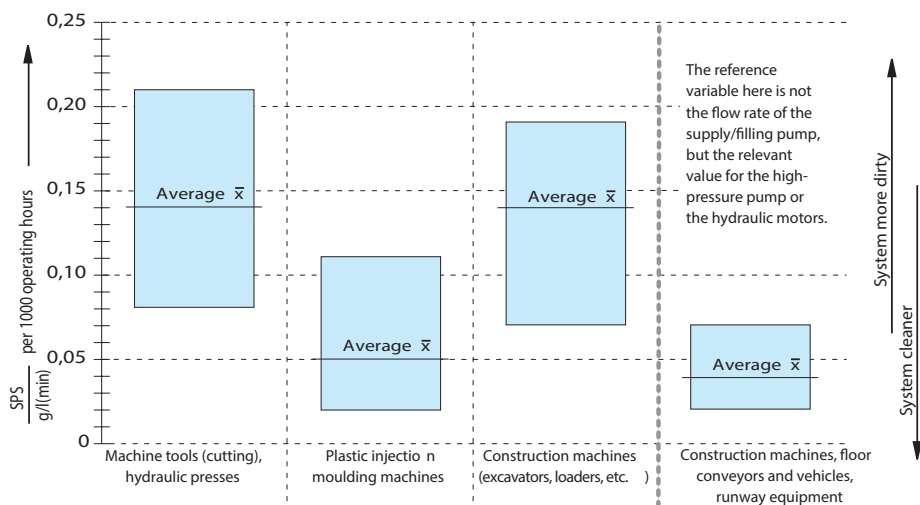 0,25
0,20
0,15
0,10
0,05
0
SPS
g/l(min)
per 1000 operating hours
Average x̄
Average x̄
Average x̄
Average x̄
The reference
variable here is not
the flow rate of the
supply/filling pump,
but the relevant
value for the high-
pressure pump or
the hydraulic motors.
System more dirty
System cleaner
Machine tools (cutting),
hydraulic presses
Plastic injectio n
moulding machines
Construction machines
(excavators, loaders, etc. )
Construction machines, floor
conveyors and vehicles,
runway equipment